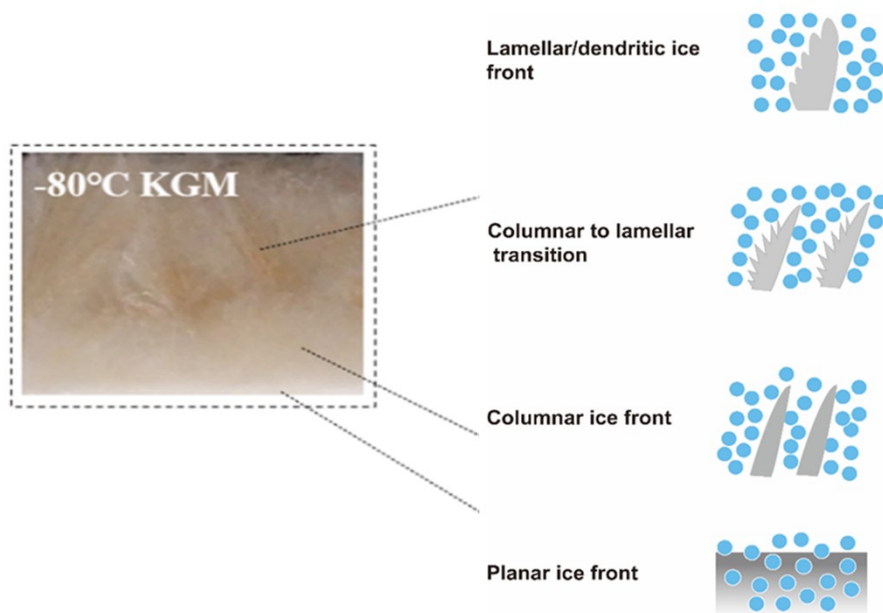 Lamellar/dendritic ice
front
-80°C KGM
Columnar to lamellar
transition
Columnar ice front
Planar ice front